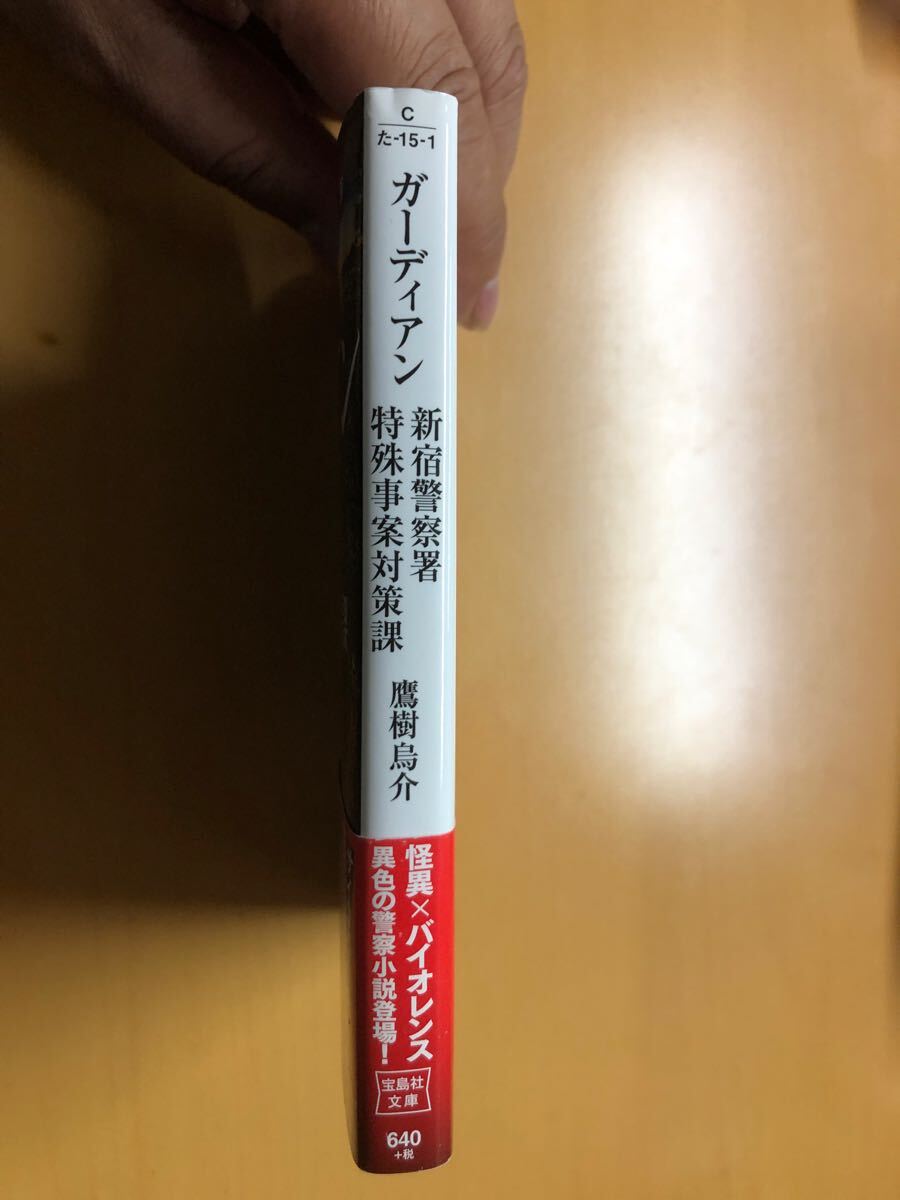 C
た-15-1
ガーディアン
新宿警察署
特殊事案対策課
鷹樹烏介
怪異×バイオレンス
異色の警察小説登場!
宝島社
文庫
640
+税